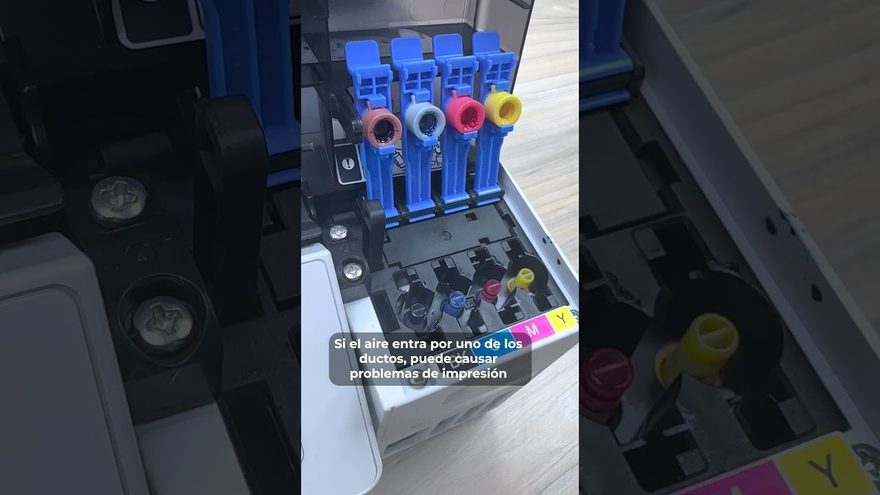 Si el aire entra por uno de los
ductos, puede causar
problemas de impresión
M
Y
Y